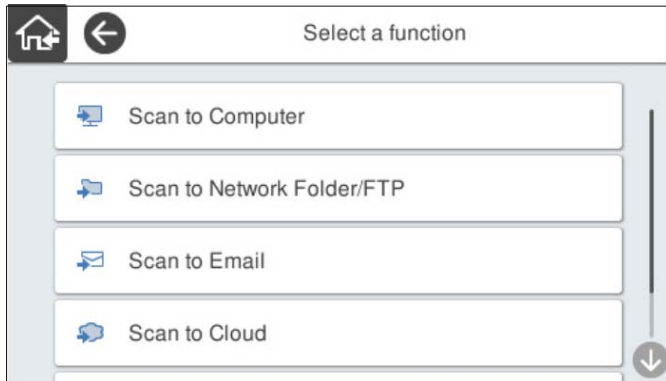 Select a function
Scan to Computer
Scan to Network Folder/FTP
Scan to Email
Scan to Cloud